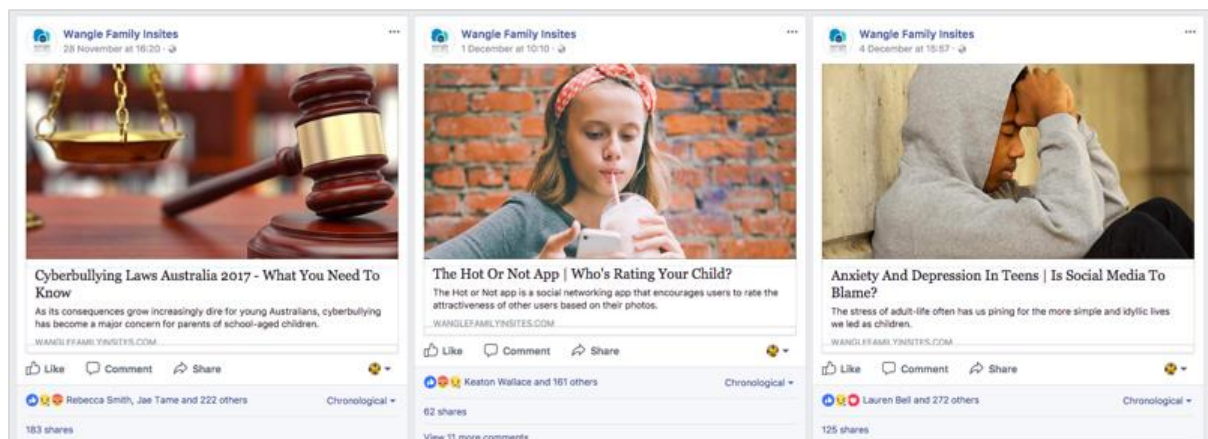 Wangle Family Insites
28 November at 16:20
Cyberbullying Laws Australia 2017 - What You Need To
Know
As its consequences grow increasingly dire for young Australians, cyberbullying
has become a major concern for parents of school-aged children.
WANGLEFAMILYINSITES.COM
Like Comment Share
Rebecca Smith, Jae Tame and 222 others Chronological
183 shares
Wangle Family Insites
1 December at 10:10
The Hot Or Not App | Who's Rating Your Child?
The Hot or Not app is a social networking app that encourages users to rate the
attractiveness of other users based on their photos.
WANGLEFAMILYINSITES.COM
Like Comment Share
Keaton Wallace and 161 others Chronological
62 shares
View 11 more comments
Wangle Family Insites
4 December at 15:57
Anxiety And Depression In Teens | Is Social Media To
Blame?
The stress of adult-life often has us pining for the more simple and idyllic lives
we led as children.
WANGLEFAMILYINSITES.COM
Like Comment Share
Lauren Bell and 272 others Chronological
125 shares